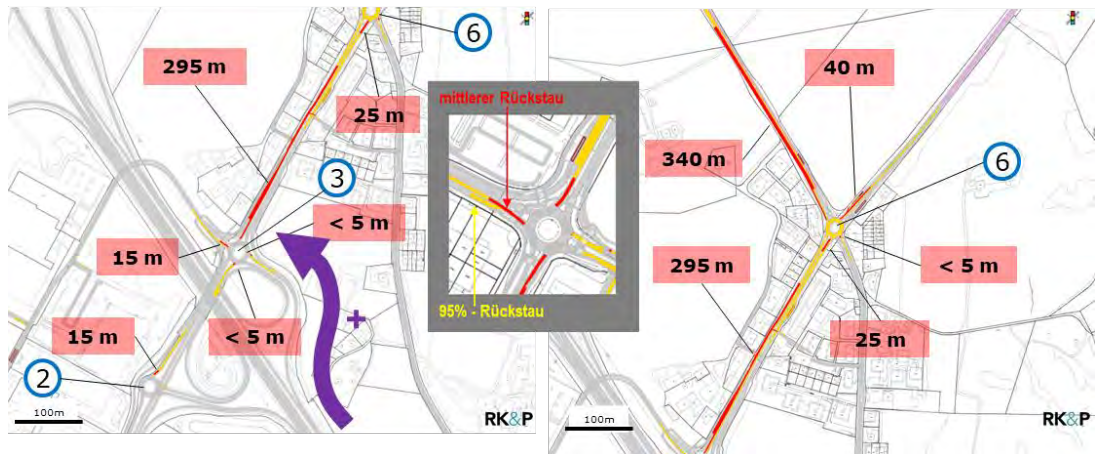 6
295 m
25 m
3
< 5 m
15 m
< 5 m
+
15 m
2
100m
RK&P
mittlerer Rückstau
95% - Rückstau
40 m
340 m
6
295 m
< 5 m
25 m
100m
RK&P